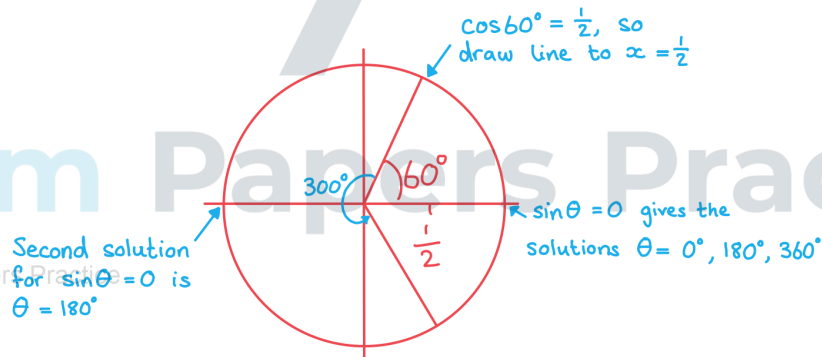 cos60° = 1/2, so
draw line to x = 1/2
m Papers Prac
300°
60°
1/2
sinθ = 0 gives the
solutions θ = 0°, 180°, 360°
Second solution
for sinθ = 0 is
θ = 180°